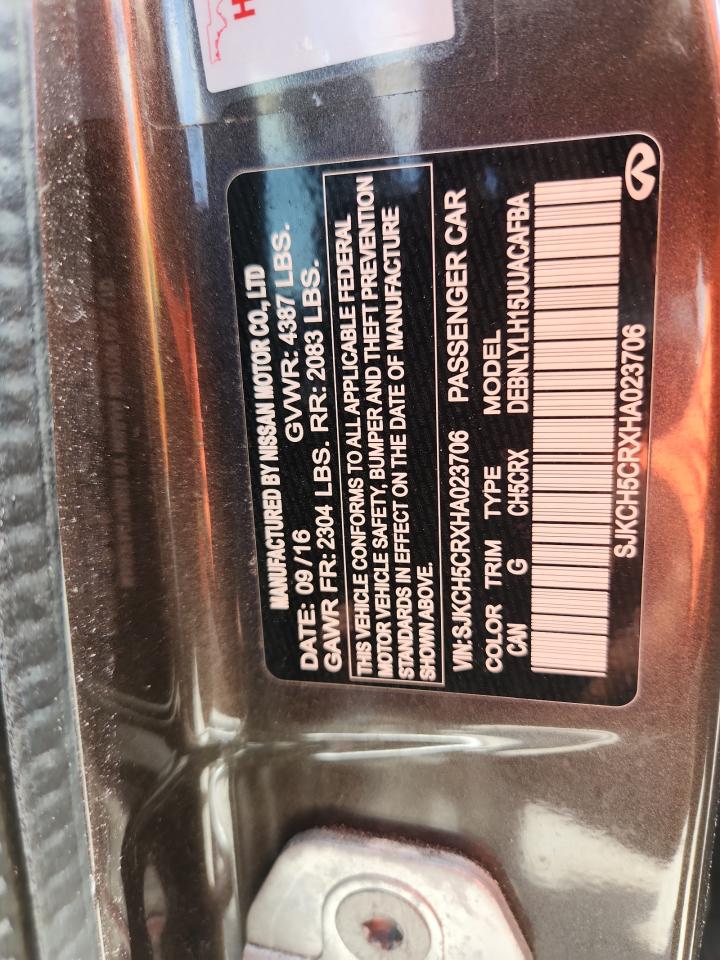 H
MANUFACTURED BY NISSAN MOTOR CO., LTD
DATE: 09/16 GVWR: 4387 LBS.
GAWR FR: 2304 LBS. RR: 2083 LBS.
THIS VEHICLE CONFORMS TO ALL APPLICABLE FEDERAL
MOTOR VEHICLE SAFETY, BUMPER AND THEFT PREVENTION
STANDARDS IN EFFECT ON THE DATE OF MANUFACTURE
SHOWN ABOVE.
VIN:SJKCH5CRXHA023706 PASSENGER CAR
COLOR TRIM TYPE MODEL
CAN G CH5CRX DEBNLYLH15UUACAFBA
SJKCH5CRXHA023706